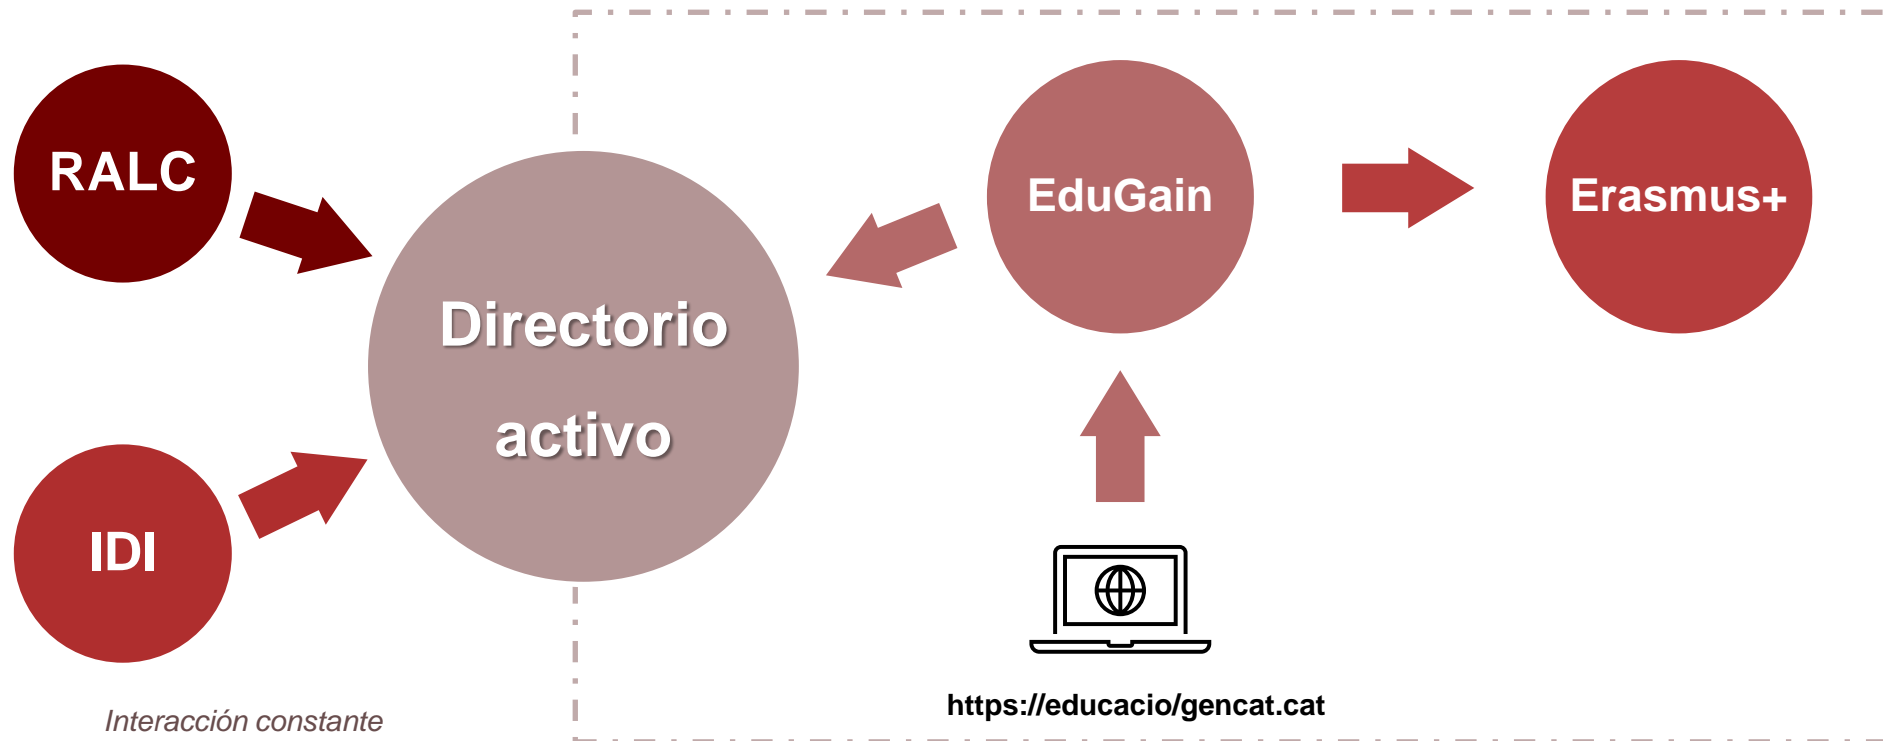 RALC
EduGain
Erasmus+
Directorio
activo
IDI
https://educacio/gencat.cat
Interacción constante